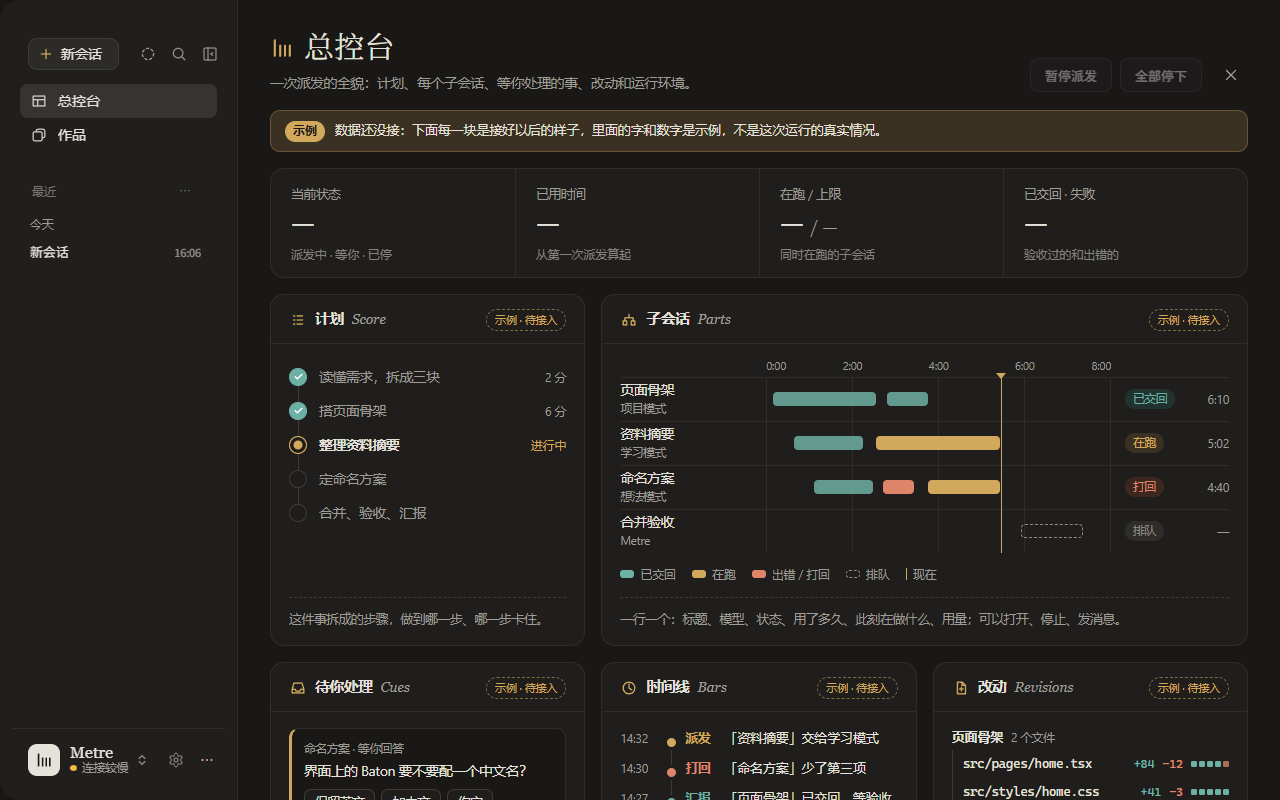 新会话
总控台
作品
最近
今天
新会话 16:06
Metre
连接较慢
总控台
一次派发的全貌：计划、每个子会话、等你处理的事、改动和运行环境。
暂停派发 全部停下
示例 数据还没接：下面每一块是接好以后的样子，里面的字和数字是示例，不是这次运行的真实情况。
当前状态 已用时间 在跑 / 上限 已交回 · 失败
— — — / — —
派发中 · 等你 · 已停 从第一次派发算起 同时在跑的子会话 验收过的和出错的
计划 Score 示例 · 待接入
读懂需求，拆成三块 2 分
搭页面骨架 6 分
整理资料摘要 进行中
定命名方案
合并、验收、汇报
这件事拆成的步骤，做到哪一步、哪一步卡住。
子会话 Parts 示例 · 待接入
0:00 2:00 4:00 6:00 8:00
页面骨架 已交回 6:10
项目模式
资料摘要 在跑 5:02
学习模式
命名方案 打回 4:40
想法模式
合并验收 排队 —
Metre
已交回 在跑 出错 / 打回 排队 现在
一行一个：标题、模型、状态、用了多久、此刻在做什么、用量；可以打开、停止、发消息。
待你处理 Cues 示例 · 待接入
命名方案 · 等你回答
界面上的 Baton 要不要配一个中文名？
时间线 Bars 示例 · 待接入
14:32 派发 「资料摘要」交给学习模式
14:30 打回 「命名方案」少了第三项
14:27 汇报 「页面骨架」已交回，等验收
改动 Revisions 示例 · 待接入
页面骨架 2 个文件
src/pages/home.tsx +84 −12
src/styles/home.css +41 −3